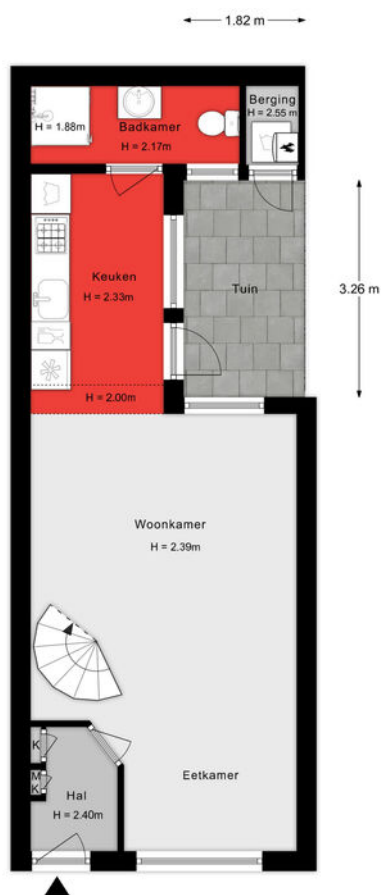 1.82 m
Berging
H = 2.55 m
H = 1.88m
Badkamer
H = 2.17m
Keuken
H = 2.33m
Tuin
3.26 m
H = 2.00m
Woonkamer
H = 2.39m
K
M
K
Eetkamer
Hal
H = 2.40m